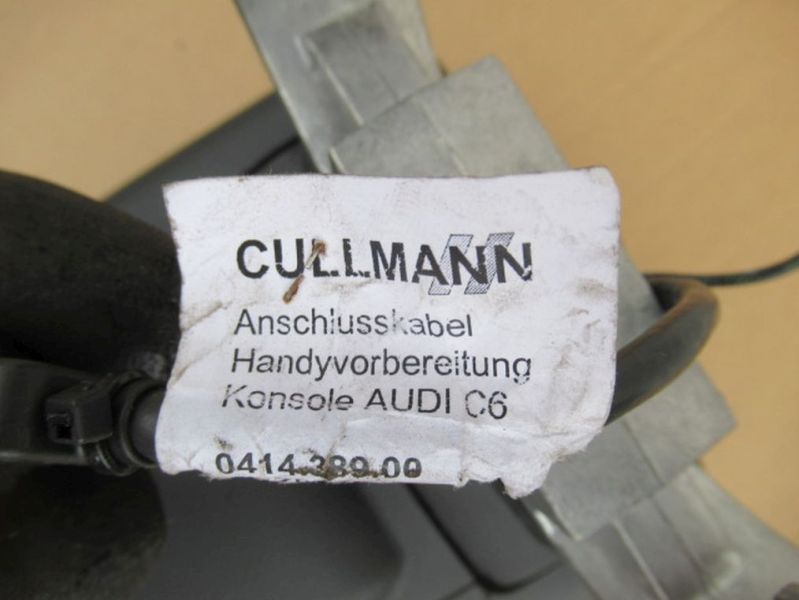 CULLMANN
Anschlusskabel
Handyvorbereitung
Konsole AUDI C6
0414.389.00